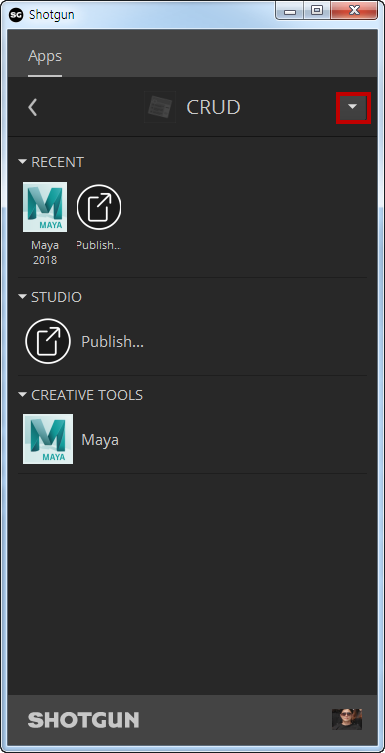 SG Shotgun
Apps
CRUD
RECENT
MAYA
Maya
2018
Publish...
STUDIO
Publish...
CREATIVE TOOLS
MAYA
Maya
SHOTGUN